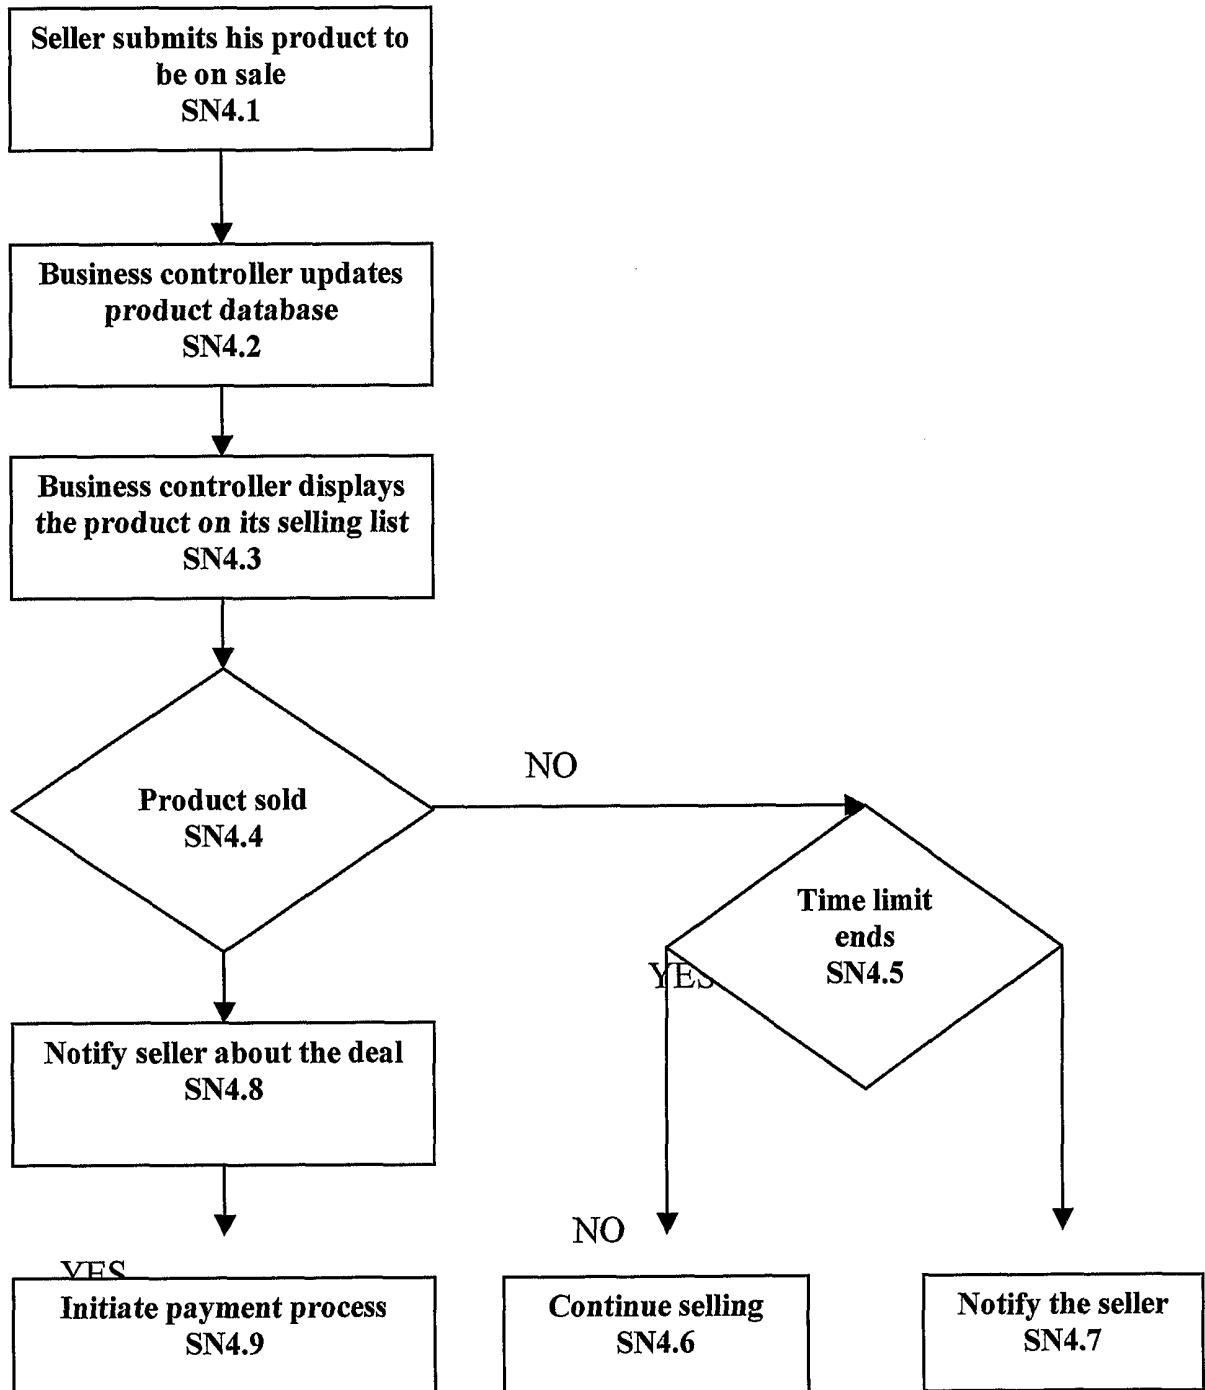 Seller submits his product to
be on sale
SN4.1
Business controller updates
product database
SN4.2
Business controller displays
the product on its selling list
SN4.3
NO
Product sold
SN4.4
Time limit
ends
SN4.5
YES
Notify seller about the deal
SN4.8
NO
YES
Initiate payment process
SN4.9
Continue selling
SN4.6
Notify the seller
SN4.7